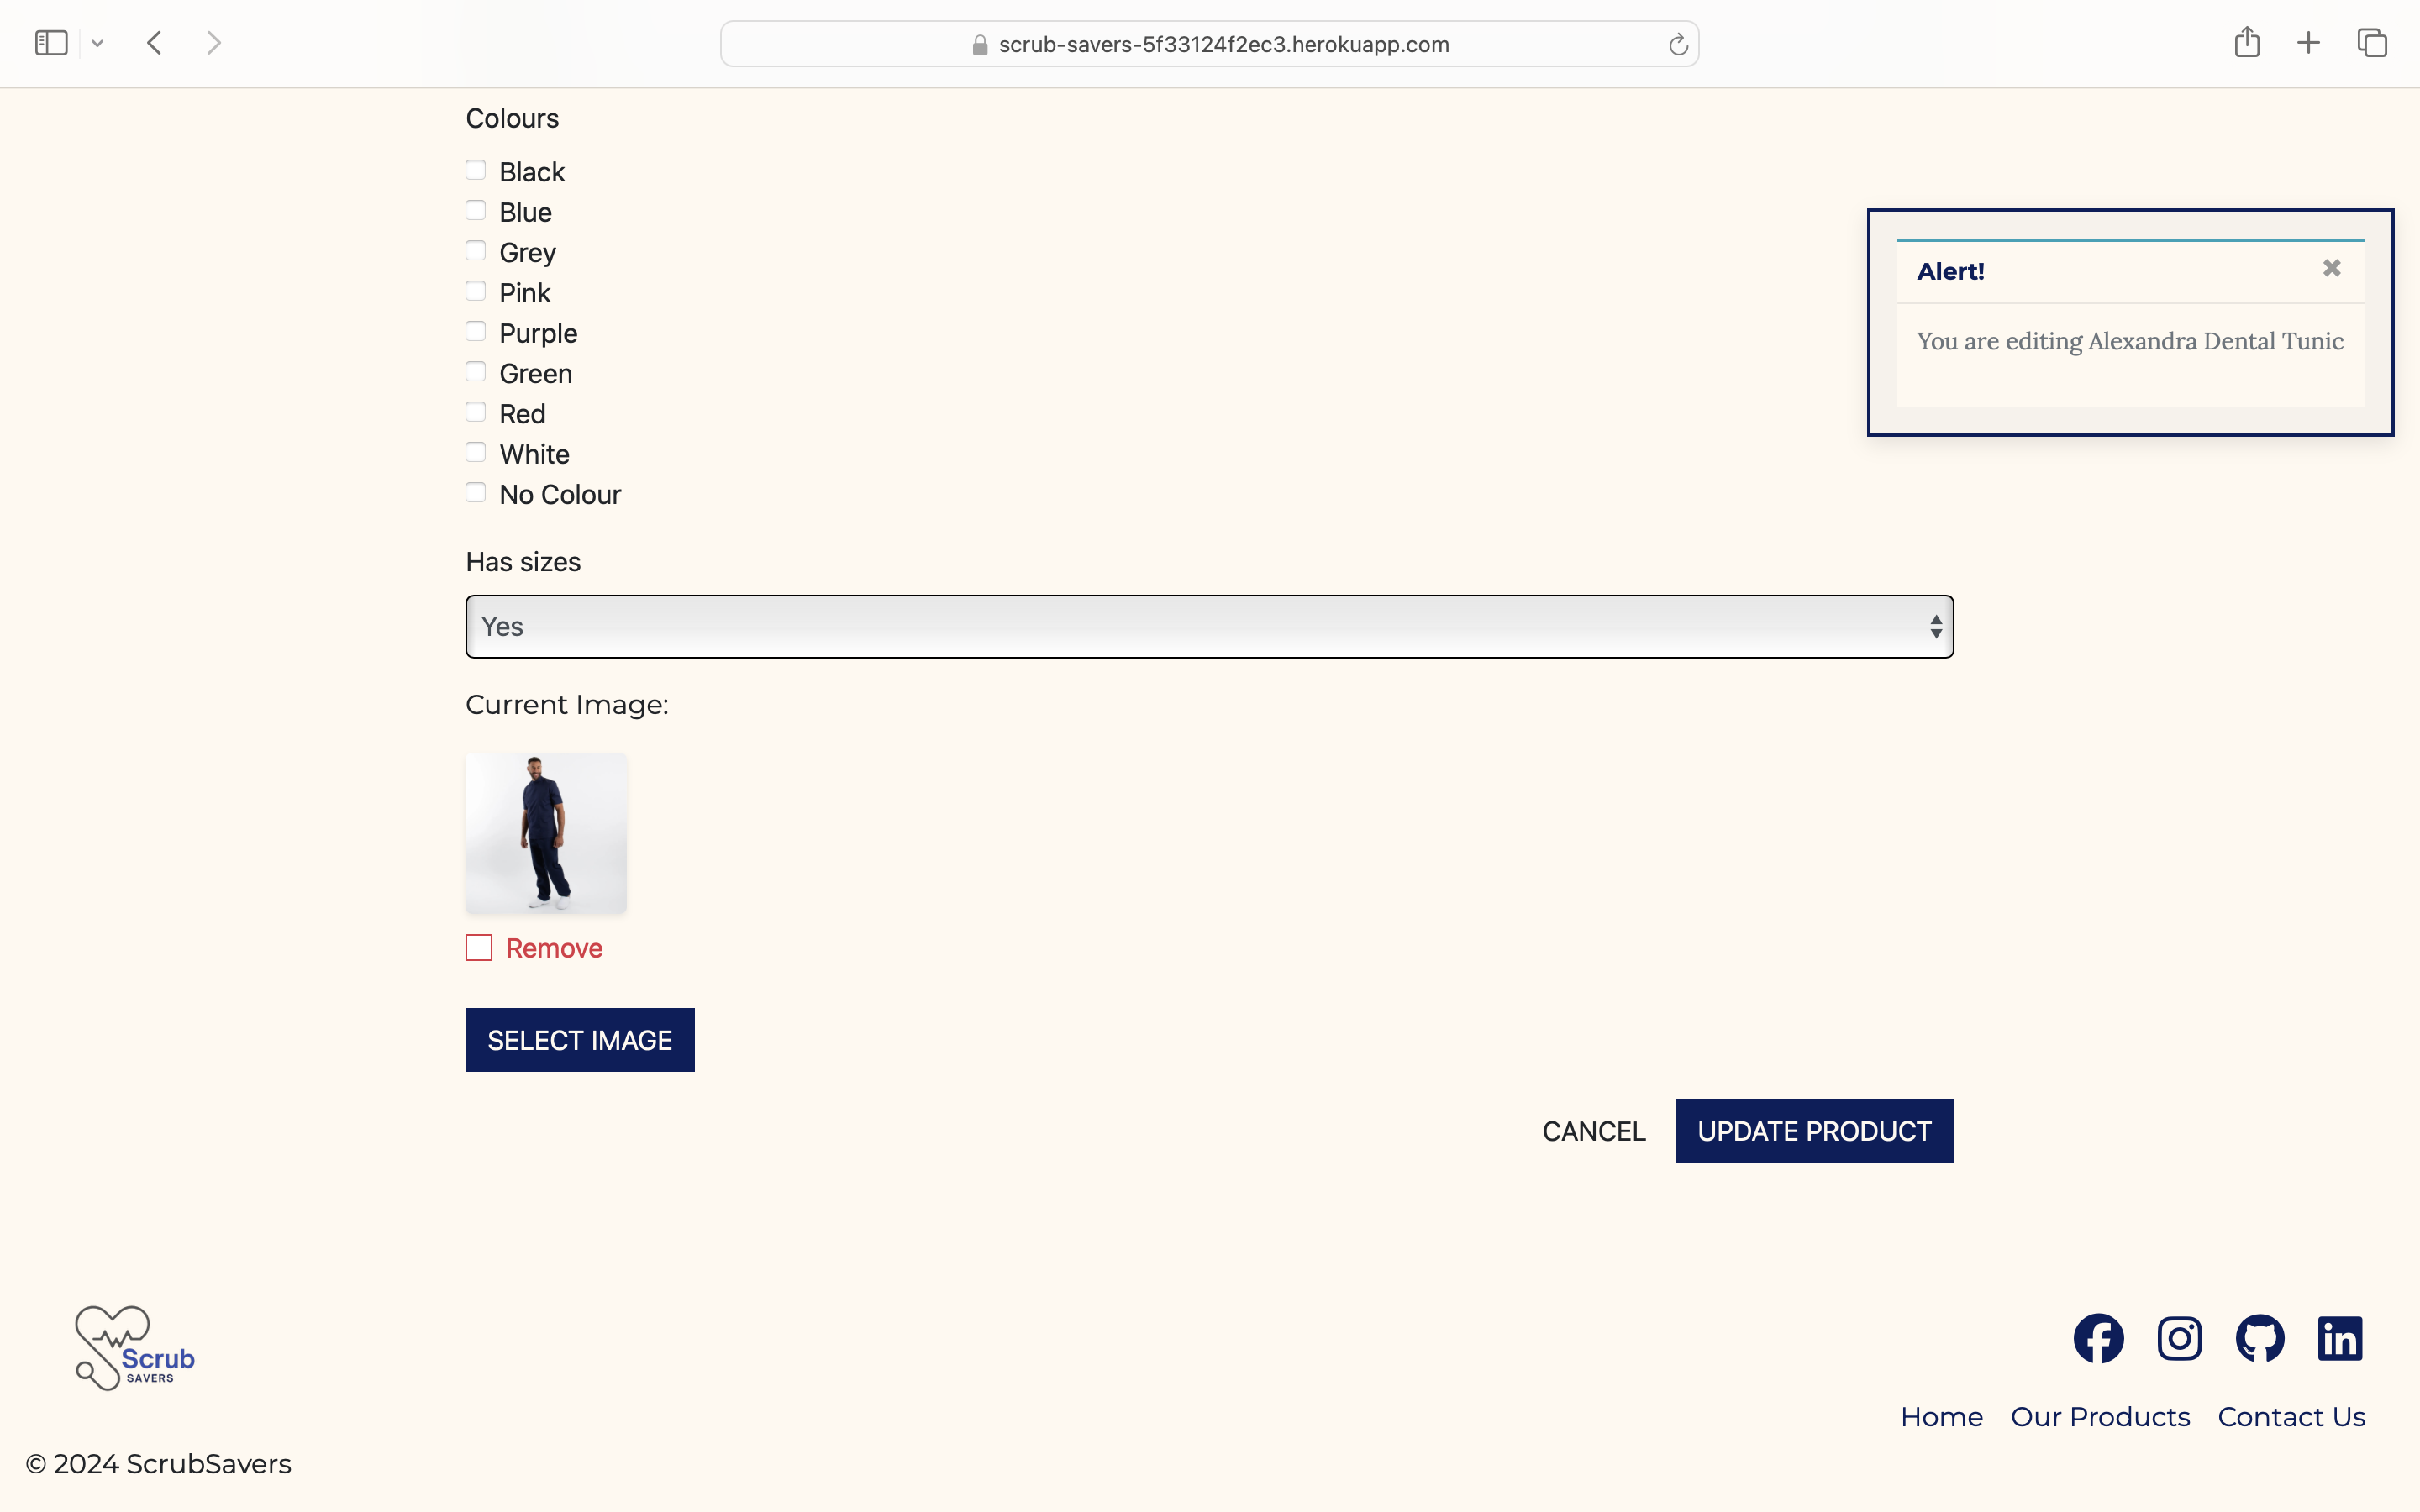 scrub-savers-5f33124f2ec3.herokuapp.com
Colours
Black
Blue
Grey
Pink
Purple
Green
Red
White
No Colour
Alert!
You are editing Alexandra Dental Tunic
Has sizes
Yes
Current Image:
Remove
SELECT IMAGE
CANCEL
UPDATE PRODUCT
Scrub
SAVERS
Home
Our Products
Contact Us
© 2024 ScrubSavers